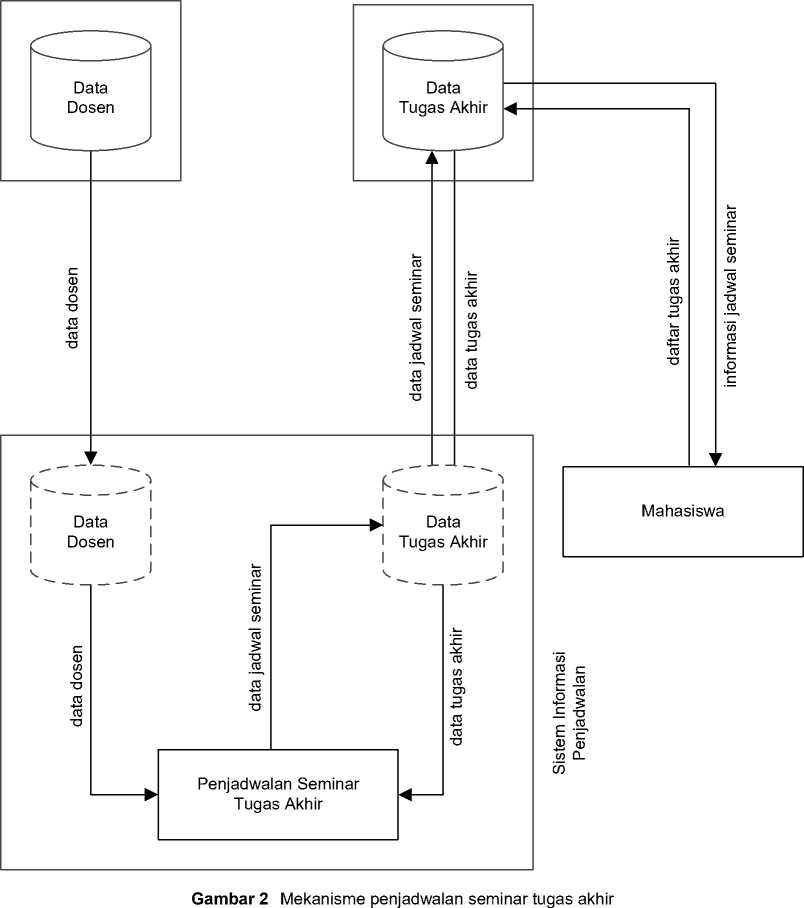 Data
Dosen
Data
Tugas Akhir
data dosen
data jadwal seminar
data tugas akhir
daftar tugas akhir
informasi jadwal seminar
Data
Dosen
Data
Tugas Akhir
Mahasiswa
data dosen
data jadwal seminar
data tugas akhir
Sistem Informasi
Penjadwalan
Penjadwalan Seminar
Tugas Akhir
Gambar 2 Mekanisme penjadwalan seminar tugas akhir